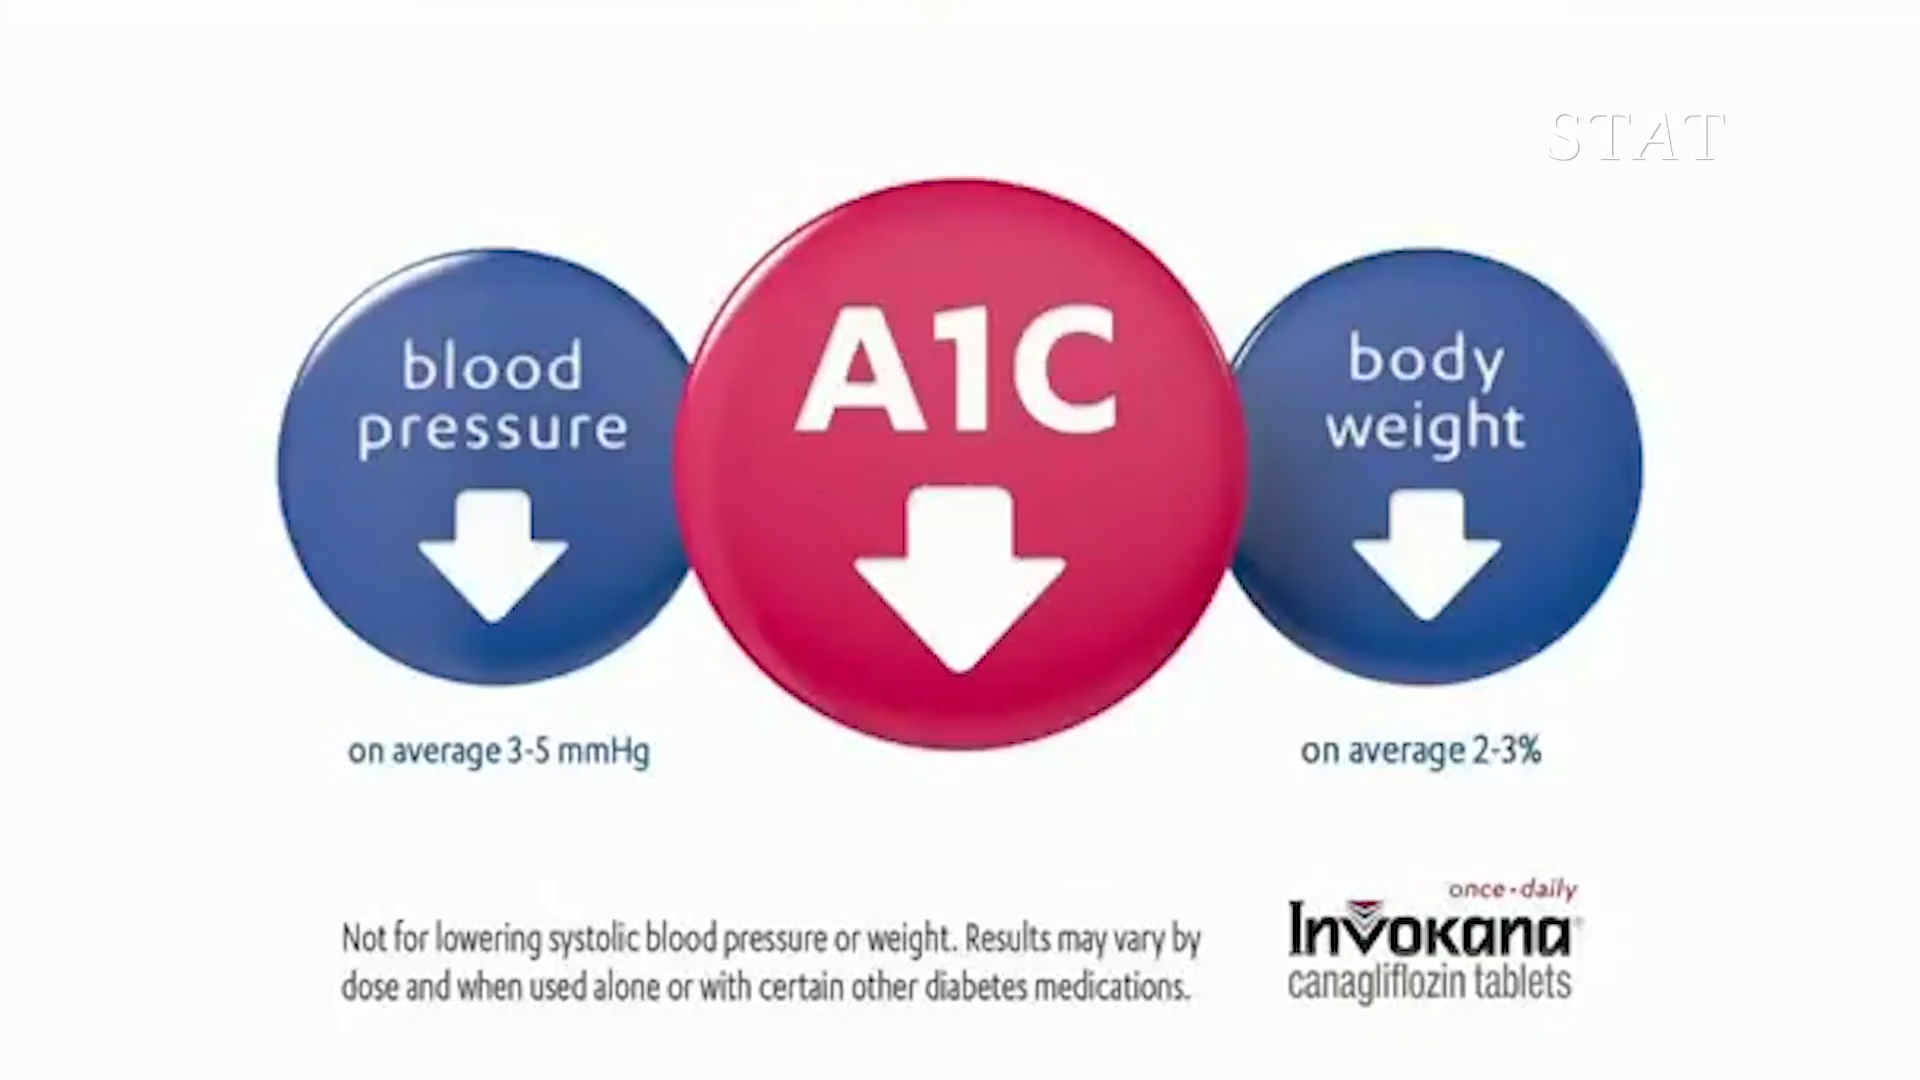 STAT
blood
pressure
A1C
body
weight
on average 3-5 mmHg
on average 2-3%
Not for lowering systolic blood pressure or weight. Results may vary by
dose and when used alone or with certain other diabetes medications.
once-daily
Invokana®
canagliflozin tablets